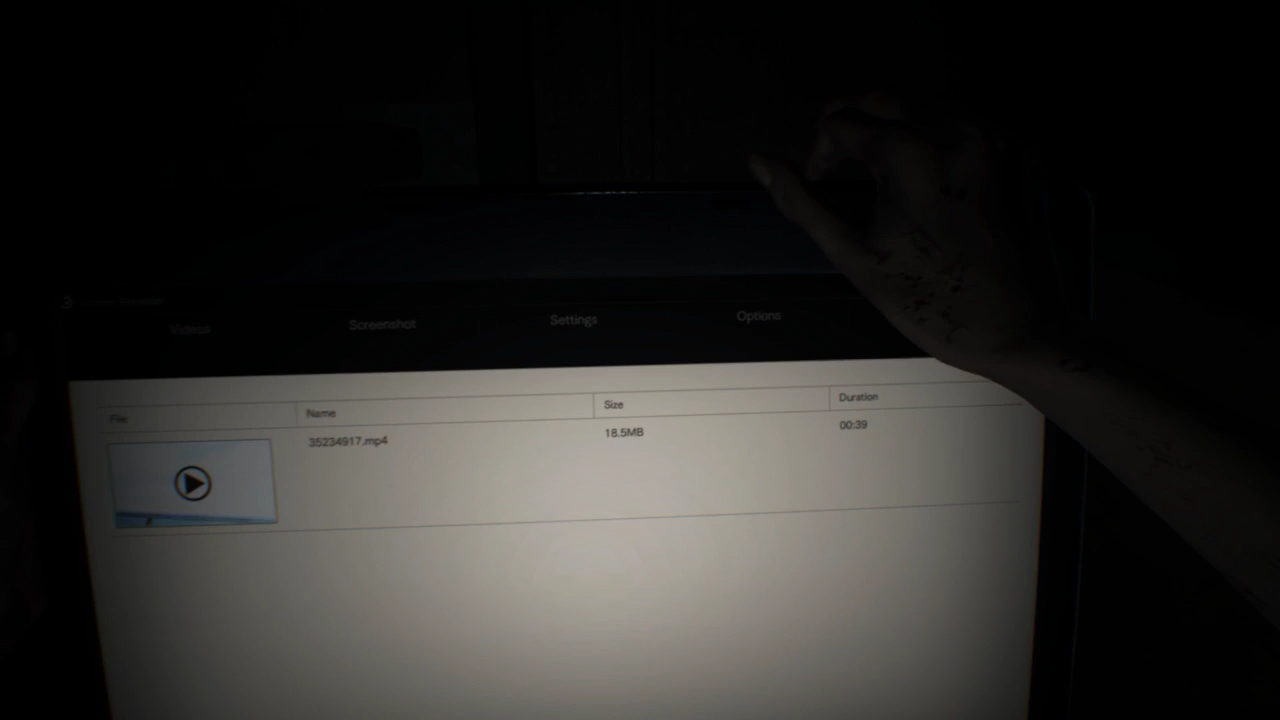 Videos Screenshot Settings Options
File Name Size Duration
35234917.mp4 18.5MB 00:39